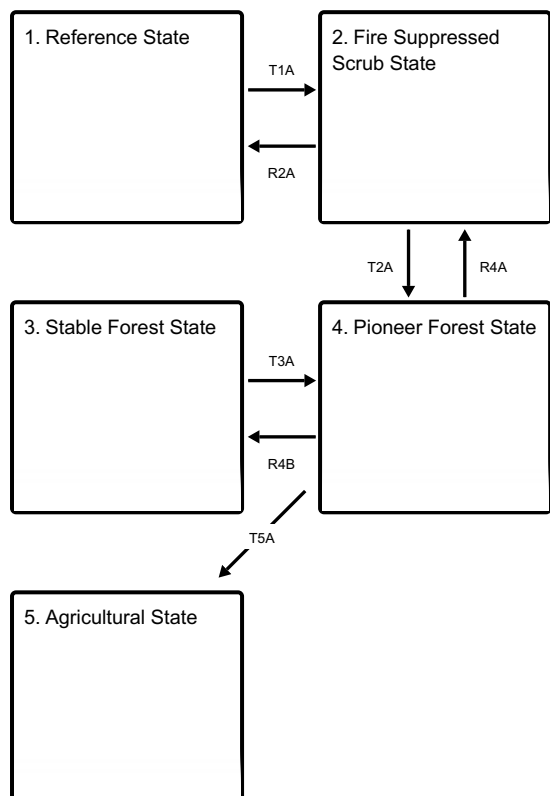 1. Reference State
2. Fire Suppressed
Scrub State
T1A
R2A
T2A
R4A
3. Stable Forest State
4. Pioneer Forest State
T3A
R4B
T5A
5. Agricultural State